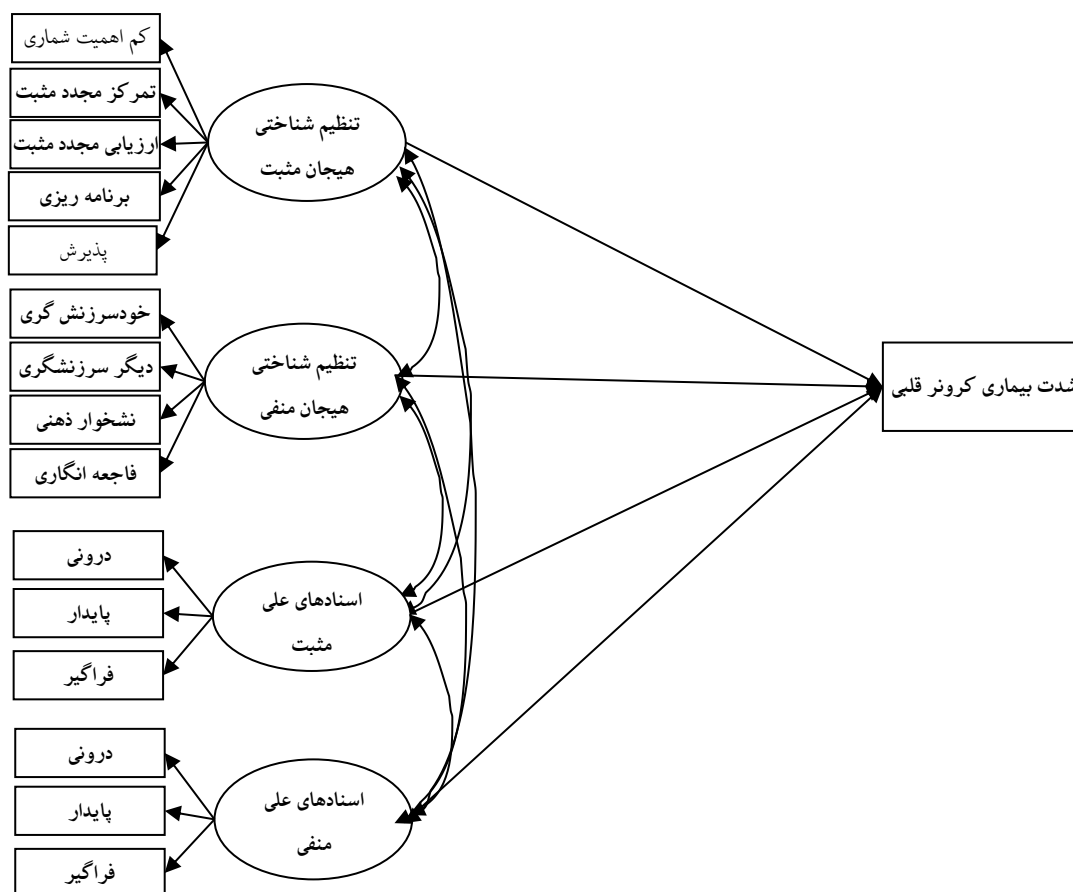 کم اهمیت شماری
تمرکز مجدد مثبت
ارزیابی مجدد مثبت
برنامه ریزی
پذیرش
تنظیم شناختی
هیجان مثبت
خودسرزنش گری
دیگر سرزنشگری
نشخوار ذهنی
فاجعه انگاری
تنظیم شناختی
هیجان منفی
شدت بیماری کرونر قلبی
درونی
پایدار
فراگیر
اسنادهای علی
مثبت
درونی
پایدار
فراگیر
اسنادهای علی
منفی